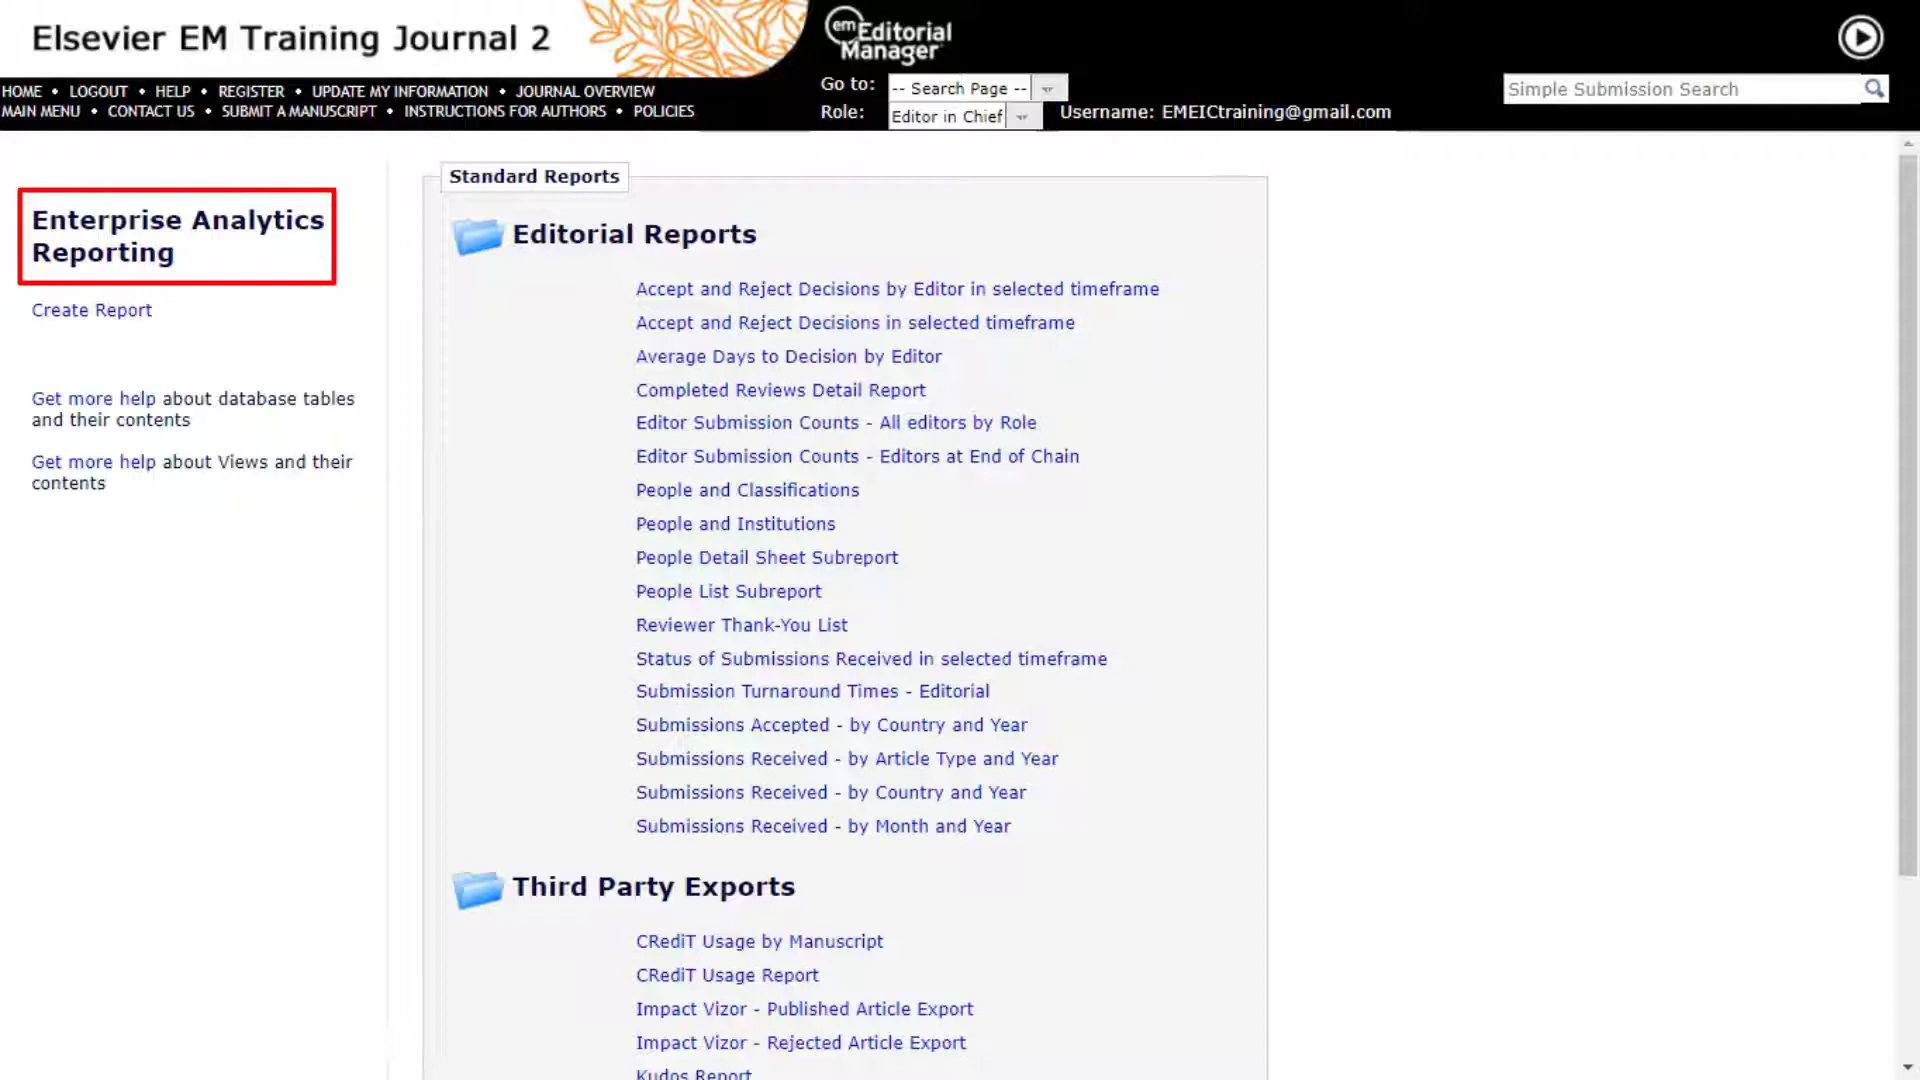 Elsevier EM Training Journal 2
em Editorial
Manager
HOME • LOGOUT • HELP • REGISTER • UPDATE MY INFORMATION • JOURNAL OVERVIEW
MAIN MENU • CONTACT US • SUBMIT A MANUSCRIPT • INSTRUCTIONS FOR AUTHORS • POLICIES
Go to: -- Search Page --
Role: Editor in Chief
Username: EMEICtraining@gmail.com
Simple Submission Search
Enterprise Analytics
Reporting
Create Report
Get more help about database tables
and their contents
Get more help about Views and their
contents
Standard Reports
Editorial Reports
Accept and Reject Decisions by Editor in selected timeframe
Accept and Reject Decisions in selected timeframe
Average Days to Decision by Editor
Completed Reviews Detail Report
Editor Submission Counts - All editors by Role
Editor Submission Counts - Editors at End of Chain
People and Classifications
People and Institutions
People Detail Sheet Subreport
People List Subreport
Reviewer Thank-You List
Status of Submissions Received in selected timeframe
Submission Turnaround Times - Editorial
Submissions Accepted - by Country and Year
Submissions Received - by Article Type and Year
Submissions Received - by Country and Year
Submissions Received - by Month and Year
Third Party Exports
CRediT Usage by Manuscript
CRediT Usage Report
Impact Vizor - Published Article Export
Impact Vizor - Rejected Article Export
Kudos Report